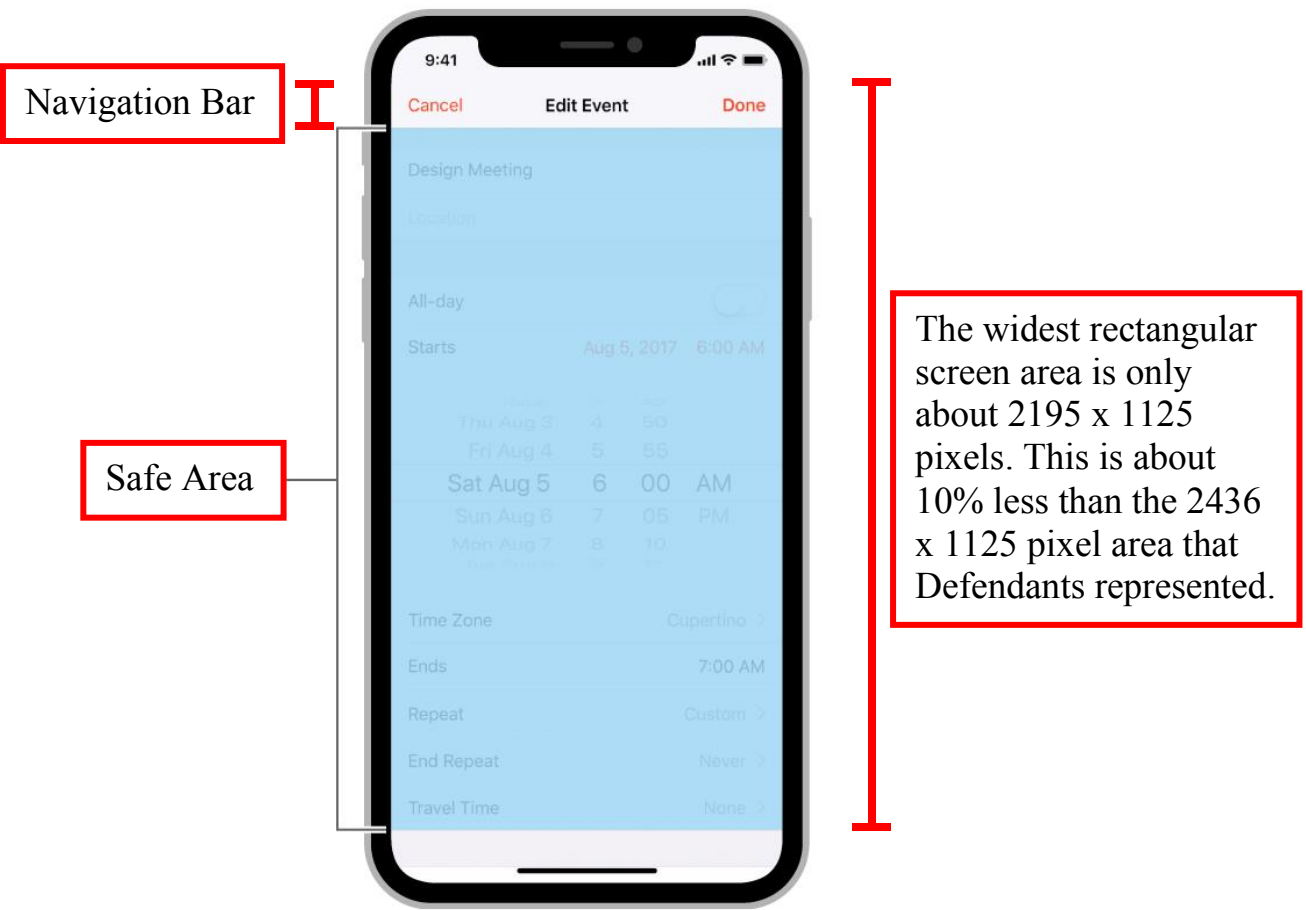 9:41
Navigation Bar
Cancel Edit Event Done
Design Meeting
Location
All-day
Starts Aug 5, 2017 6:00 AM
Thu Aug 3 4 50
Fri Aug 4 5 55
Safe Area
Sat Aug 5 6 00 AM
Sun Aug 6 7 05 PM
Mon Aug 7 8 10
Time Zone Cupertino >
Ends 7:00 AM
Repeat Custom >
End Repeat Never >
Travel Time None >
The widest rectangular
screen area is only
about 2195 x 1125
pixels. This is about
10% less than the 2436
x 1125 pixel area that
Defendants represented.